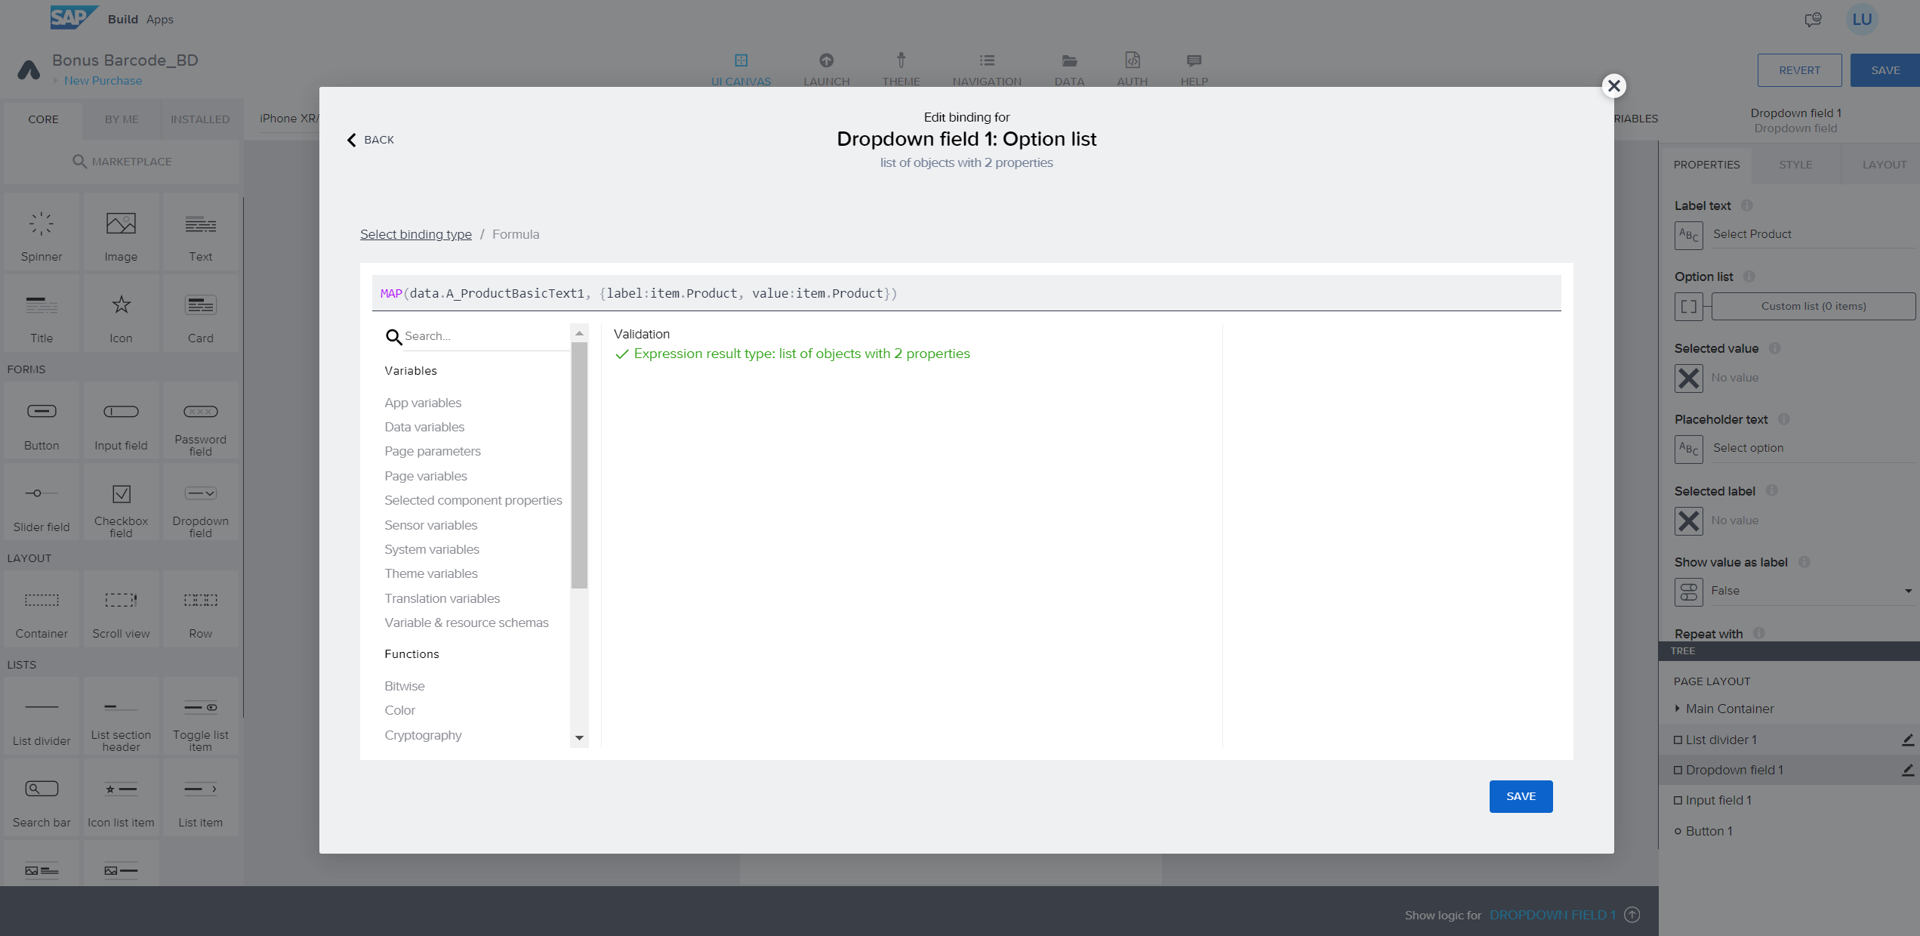 SAP Build Apps
LU
Bonus Barcode_BD
New Purchase
UI CANVAS
LAUNCH
THEME
NAVIGATION
DATA
AUTH
HELP
REVERT
SAVE
CORE
BY ME
INSTALLED
iPhone XR/
RIABLES
Dropdown field 1
Dropdown field
MARKETPLACE
Spinner
Image
Text
Title
Icon
Card
FORMS
Button
Input field
Password
field
Slider field
Checkbox
field
Dropdown
field
LAYOUT
Container
Scroll view
Row
LISTS
List divider
List section
header
Toggle list
item
Search bar
Icon list item
List item
BACK
Edit binding for
Dropdown field 1: Option list
list of objects with 2 properties
Select binding type / Formula
MAP(data.A_ProductBasicText1, {label:item.Product, value:item.Product})
Search...
Variables
App variables
Data variables
Page parameters
Page variables
Selected component properties
Sensor variables
System variables
Theme variables
Translation variables
Variable & resource schemas
Functions
Bitwise
Color
Cryptography
Validation
Expression result type: list of objects with 2 properties
SAVE
PROPERTIES
STYLE
LAYOUT
Label text
ABC
Select Product
Option list
Custom list (0 items)
Selected value
No value
Placeholder text
ABC
Select option
Selected label
No value
Show value as label
False
Repeat with
TREE
PAGE LAYOUT
Main Container
List divider 1
Dropdown field 1
Input field 1
Button 1
Show logic for DROPDOWN FIELD 1